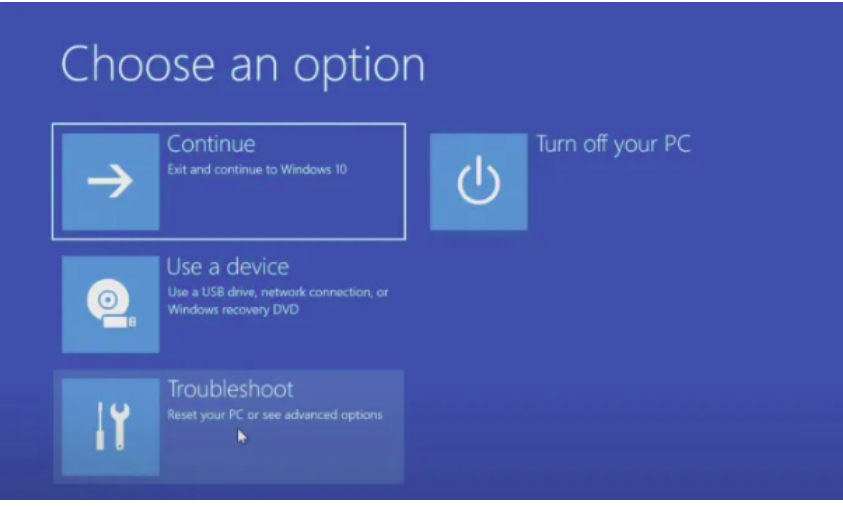 Choose an option
Continue
Exit and continue to Windows 10
Turn off your PC
Use a device
Use a USB drive, network connection, or
Windows recovery DVD
Troubleshoot
Reset your PC or see advanced options